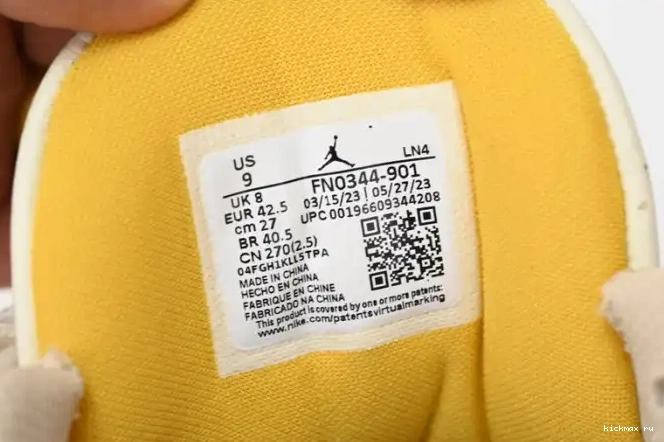 US
9
LN4
UK 8
EUR 42.5
cm 27
BR 40.5
CN 270(2.5)
04FGH1KLL5TPA
FN0344-901
03/15/23 | 05/27/23
UPC 00196609344208
MADE IN CHINA
HECHO EN CHINA
FABRIQUE EN CHINE
FABRICADO NA CHINA
This product is covered by one or more patents:
www.nike.com/patentsvirtualmarking
kickmax ru